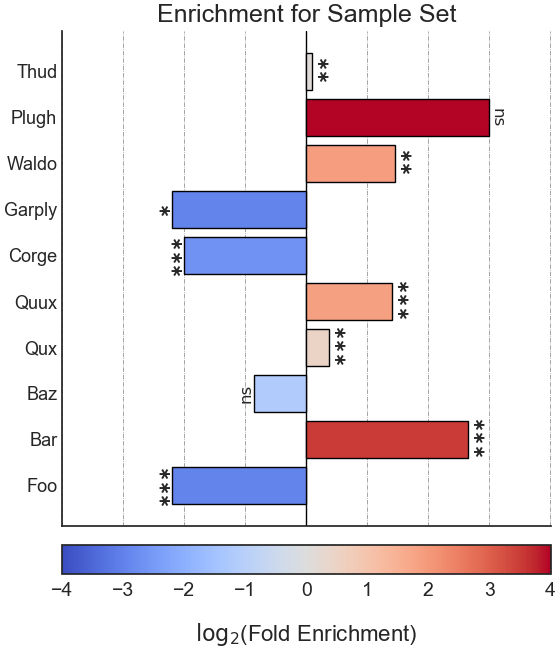 Enrichment for Sample Set
Thud **
Plugh ns
Waldo **
Garply *
Corge ***
Quux ***
Qux ***
Baz ns
Bar ***
Foo ***
−4 −3 −2 −1 0 1 2 3 4
log₂(Fold Enrichment)